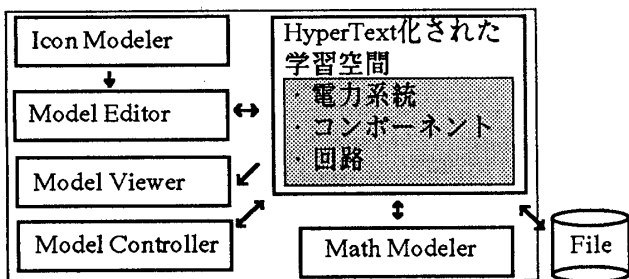 Icon Modeler
Model Editor
Model Viewer
Model Controller
HyperText化された
学習空間
・電力系統
・コンポーネント
・回路
Math Modeler
File